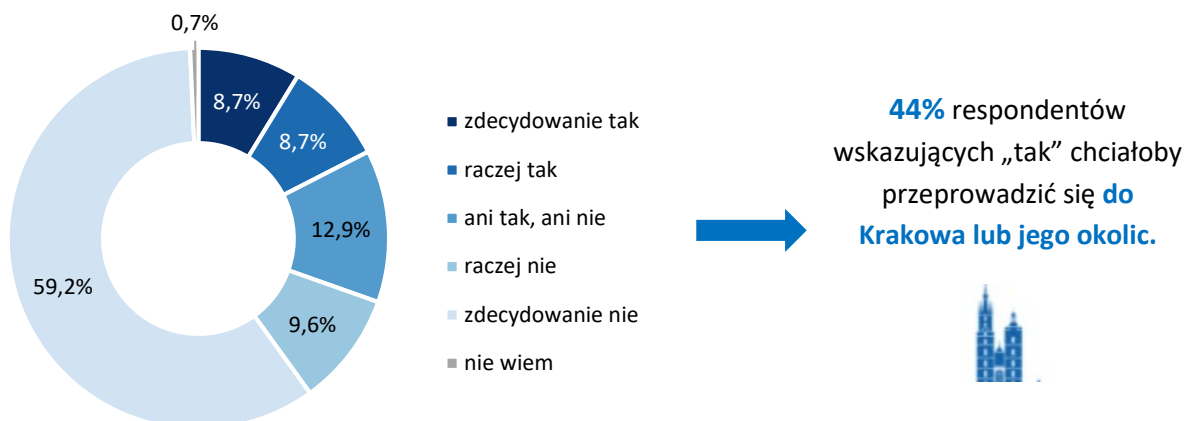 0,7%
8,7%
8,7%
12,9%
9,6%
59,2%
zdecydowanie tak
raczej tak
ani tak, ani nie
raczej nie
zdecydowanie nie
nie wiem
44% respondentów
wskazujących „tak” chciałoby
przeprowadzić się do
Krakowa lub jego okolic.